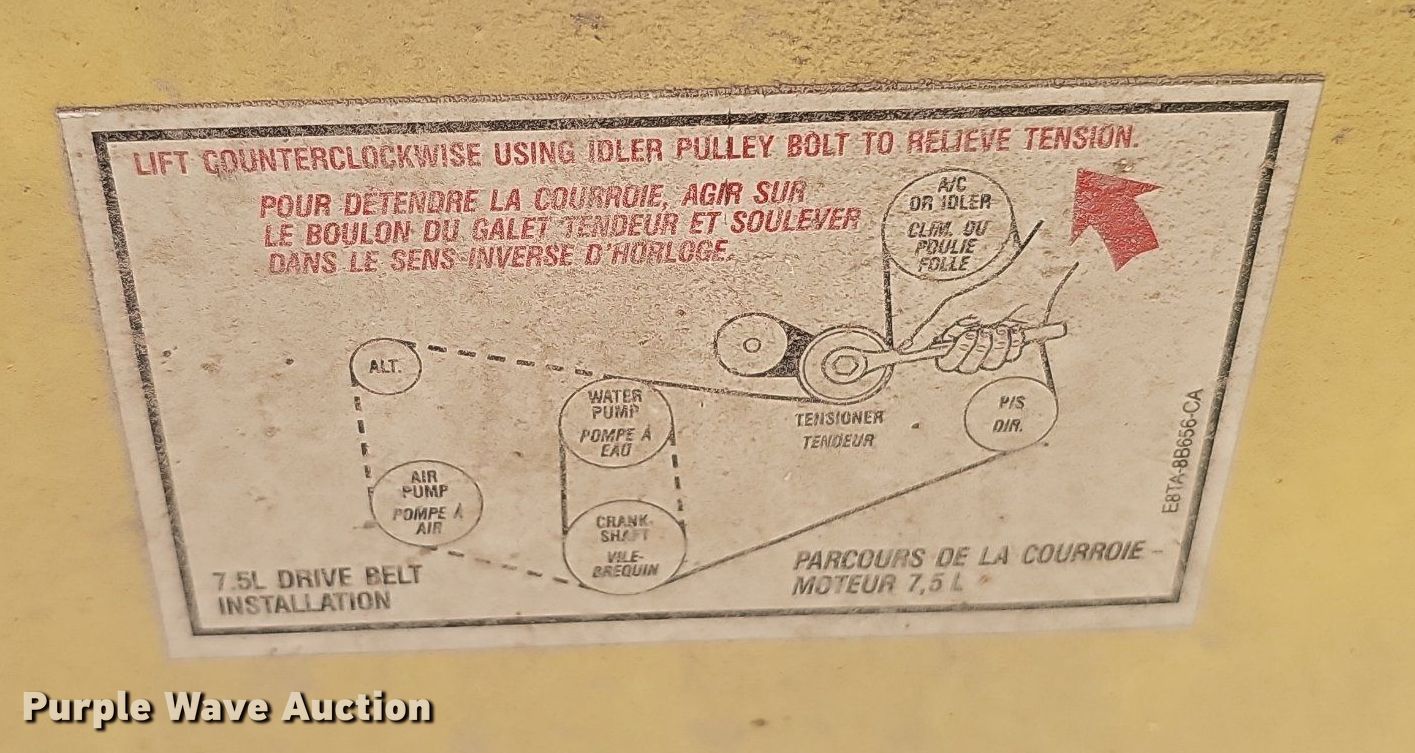 LIFT COUNTERCLOCKWISE USING IDLER PULLEY BOLT TO RELIEVE TENSION.
POUR DÉTENDRE LA COURROIE, AGIR SUR
LE BOULON DU GALET TENDEUR ET SOULEVER
DANS LE SENS INVERSE D'HORLOGE.
A/C
OR IDLER
CLIM. OU
POULIE
FOLLE
ALT.
WATER
PUMP
POMPE À
EAU
TENSIONER
TENDEUR
P/S
DIR.
AIR
PUMP
POMPE À
AIR
CRANK-
SHAFT
VILE-
BREQUIN
E8TA-8B656-CA
7.5L DRIVE BELT
INSTALLATION
PARCOURS DE LA COURROIE -
MOTEUR 7,5 L
Purple Wave Auction